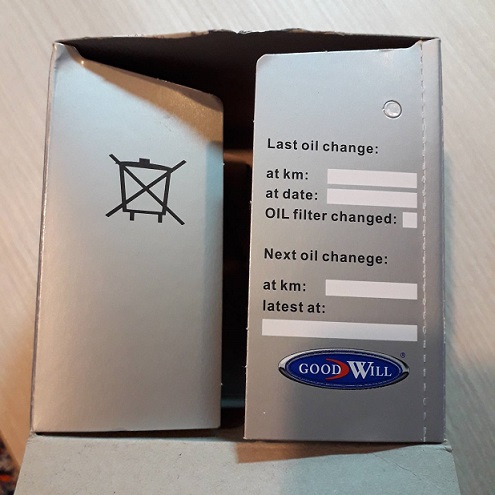 Last oil change:
at km:
at date:
OIL filter changed:
Next oil chanege:
at km:
latest at:
GOOD WILL
®